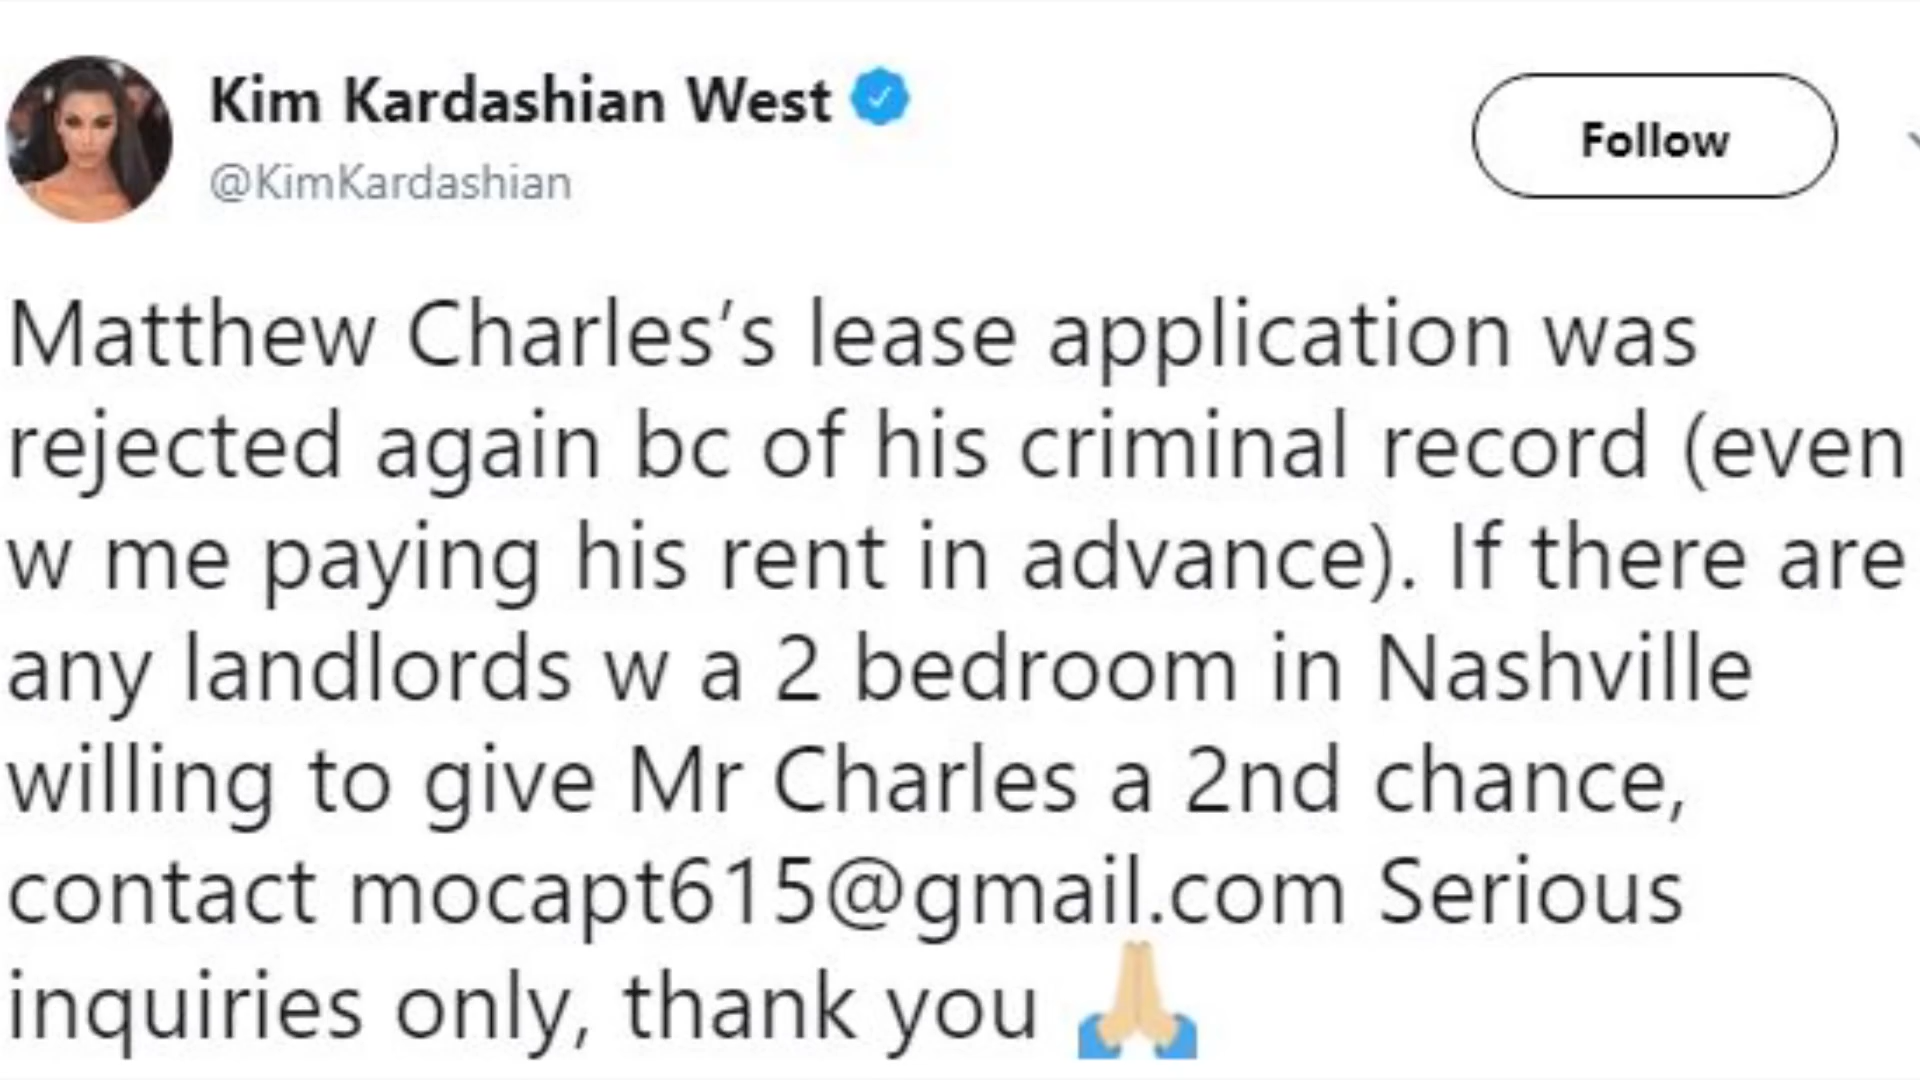 Kim Kardashian West
@KimKardashian
Follow
Matthew Charles’s lease application was
rejected again bc of his criminal record (even
w me paying his rent in advance). If there are
any landlords w a 2 bedroom in Nashville
willing to give Mr Charles a 2nd chance,
contact mocapt615@gmail.com Serious
inquiries only, thank you 🙏🏼